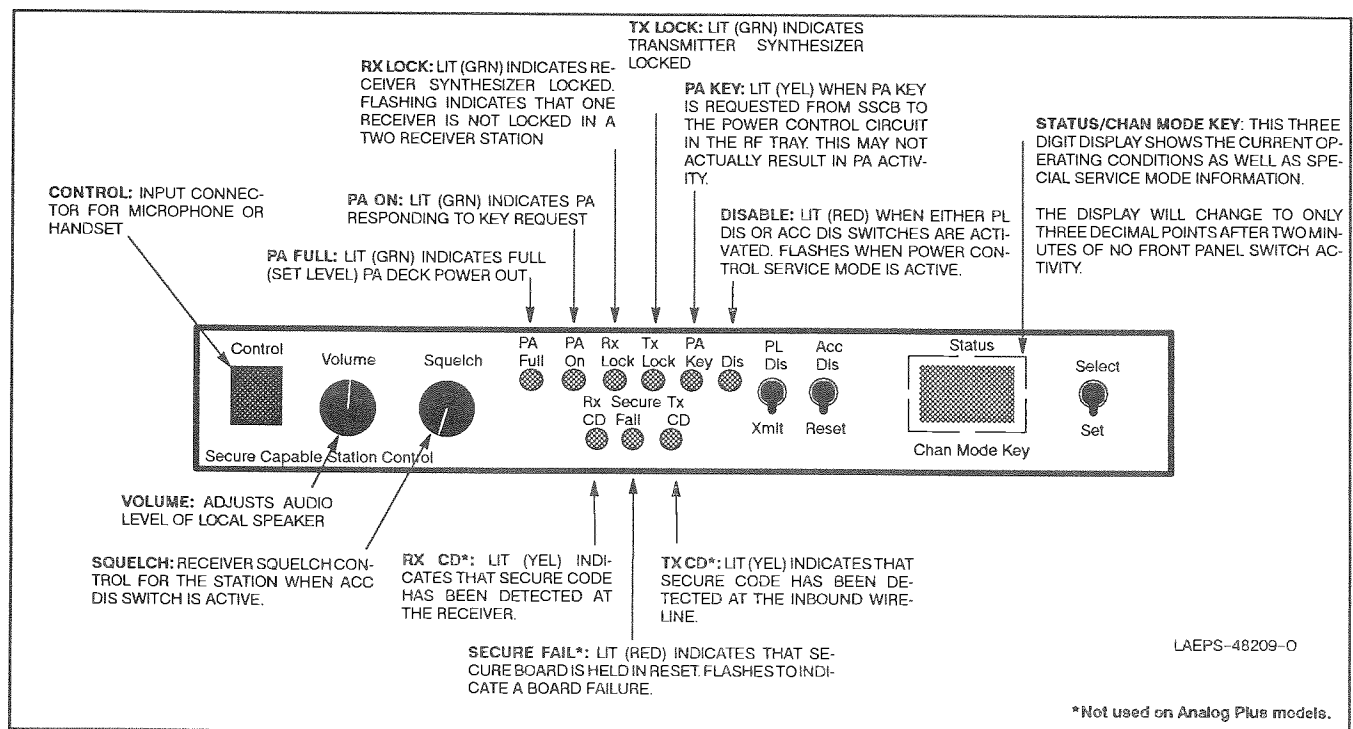 TX LOCK: LIT (GRN) INDICATES
TRANSMITTER SYNTHESIZER
LOCKED
RX LOCK: LIT (GRN) INDICATES RE-
CEIVER SYNTHESIZER LOCKED.
FLASHING INDICATES THAT ONE
RECEIVER IS NOT LOCKED IN A
TWO RECEIVER STATION
PA KEY: LIT (YEL) WHEN PA KEY
IS REQUESTED FROM SSCB TO
THE POWER CONTROL CIRCUIT
IN THE RF TRAY. THIS MAY NOT
ACTUALLY RESULT IN PA ACTIV-
ITY.
STATUS/CHAN MODE KEY: THIS THREE
DIGIT DISPLAY SHOWS THE CURRENT OP-
ERATING CONDITIONS AS WELL AS SPE-
CIAL SERVICE MODE INFORMATION.
THE DISPLAY WILL CHANGE TO ONLY
THREE DECIMAL POINTS AFTER TWO MIN-
UTES OF NO FRONT PANEL SWITCH AC-
TIVITY.
CONTROL: INPUT CONNEC-
TOR FOR MICROPHONE OR
HANDSET
PA ON: LIT (GRN) INDICATES PA
RESPONDING TO KEY REQUEST
DISABLE: LIT (RED) WHEN EITHER PL
DIS OR ACC DIS SWITCHES ARE ACTI-
VATED. FLASHES WHEN POWER CON-
TROL SERVICE MODE IS ACTIVE.
PA FULL: LIT (GRN) INDICATES FULL
(SET LEVEL) PA DECK POWER OUT
Control
Volume
Squelch
PA Full
PA On
Rx Lock
Tx Lock
PA Key
Dis
PL Dis
Acc Dis
Status
Select
Rx CD
Secure Fail
Tx CD
Xmit
Reset
Chan Mode Key
Set
Secure Capable Station Control
VOLUME: ADJUSTS AUDIO
LEVEL OF LOCAL SPEAKER
SQUELCH: RECEIVER SQUELCH CON-
TROL FOR THE STATION WHEN ACC
DIS SWITCH IS ACTIVE.
RX CD*: LIT (YEL) INDI-
CATES THAT SECURE CODE
HAS BEEN DETECTED AT
THE RECEIVER.
TX CD*: LIT (YEL) INDICATES THAT
SECURE CODE HAS BEEN DE-
TECTED AT THE INBOUND WIRE-
LINE.
SECURE FAIL*: LIT (RED) INDICATES THAT SE-
CURE BOARD IS HELD IN RESET. FLASHES TO INDI-
CATE A BOARD FAILURE.
LAEPS-48209-O
*Not used on Analog Plus models.